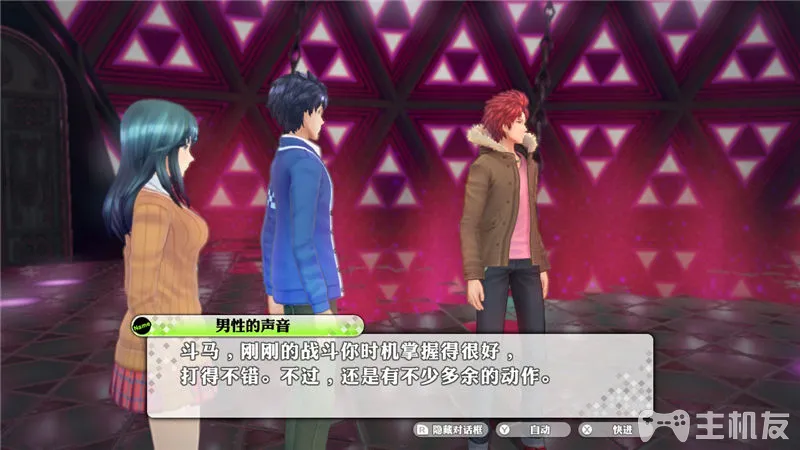 Name
男性的声音
斗马，刚刚的战斗你时机掌握得很好，
打得不错。不过，还是有不少多余的动作。
R 隐藏对话框 Y 自动 X 快进
主机友